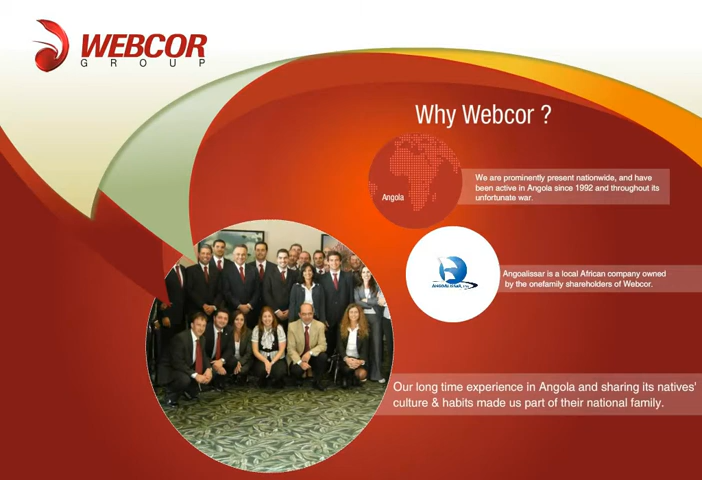 WEBCOR
GROUP
Why Webcor ?
We are prominently present nationwide, and have
been active in Angola since 1992 and throughout its
unfortunate war.
Angola
Angoalissar is a local African company owned
by the onefamily shareholders of Webcor.
Our long time experience in Angola and sharing its natives'
culture & habits made us part of their national family.